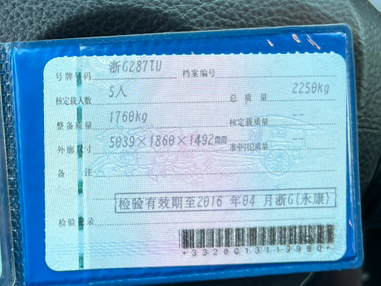 号牌号码 浙G287TU 档案编号
核定载人数 5人 总质量 2250kg
整备质量 1760kg 核定载质量 --
外廓尺寸 5039×1860×1492mm 准牵引总质量 --
备注
检验有效期至2016年04月浙G(永康)
检验记录
*3320013119960*